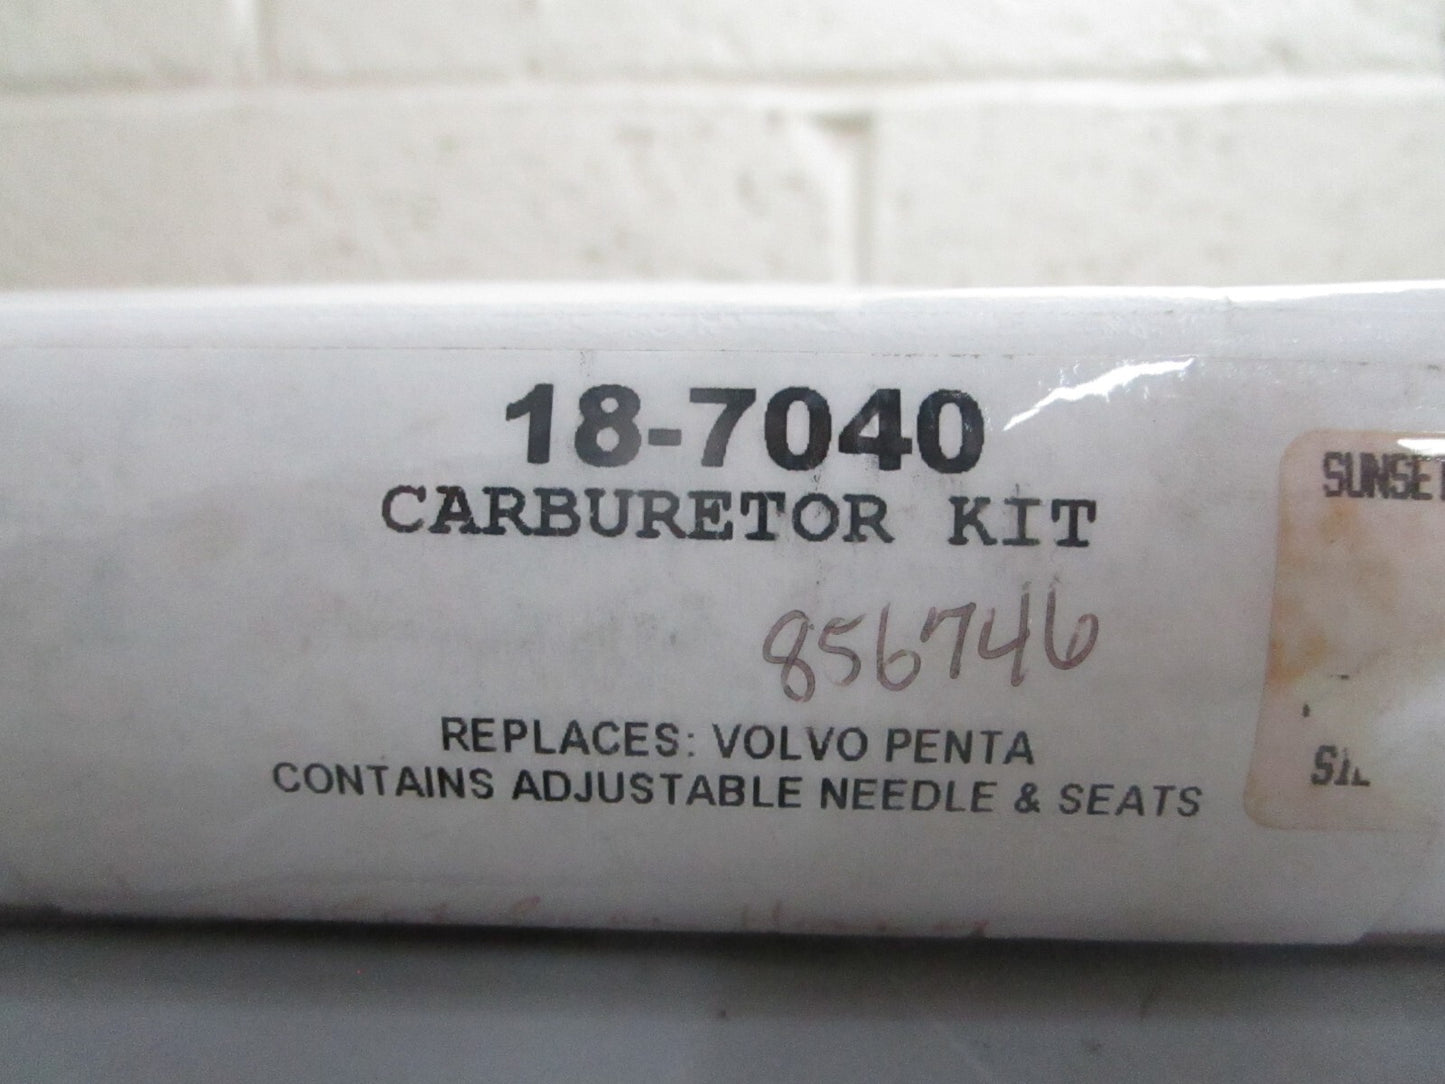 18-7040
CARBURETOR KIT
856746
REPLACES: VOLVO PENTA
CONTAINS ADJUSTABLE NEEDLE & SEATS
SUNSET